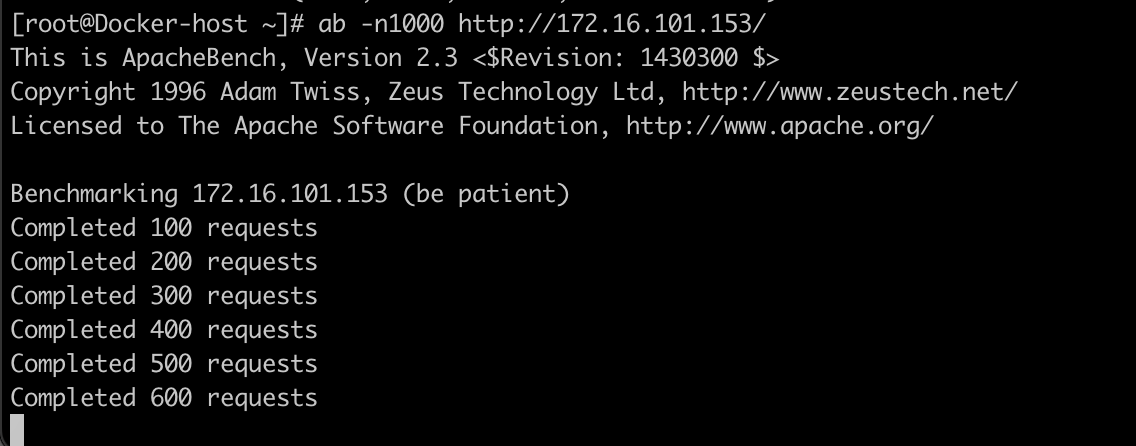 [root@Docker-host ~]# ab -n1000 http://172.16.101.153/
This is ApacheBench, Version 2.3 <$Revision: 1430300 $>
Copyright 1996 Adam Twiss, Zeus Technology Ltd, http://www.zeustech.net/
Licensed to The Apache Software Foundation, http://www.apache.org/

Benchmarking 172.16.101.153 (be patient)
Completed 100 requests
Completed 200 requests
Completed 300 requests
Completed 400 requests
Completed 500 requests
Completed 600 requests